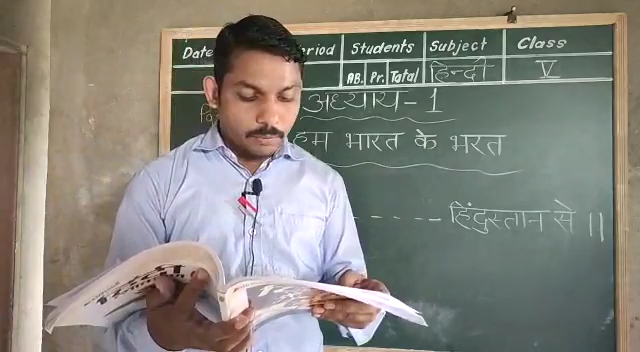 Date Period Students Subject Class
AB. Pr. Total हिन्दी V
अध्याय-1
हम भारत के भरत
----- हिंदुस्तान से ॥